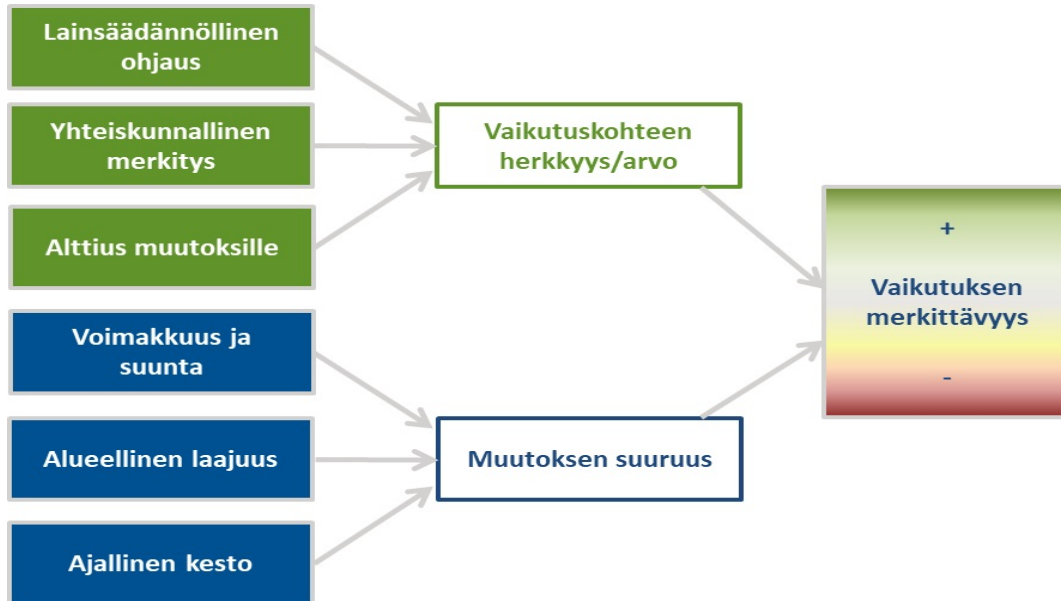 Lainsäädännöllinen
ohjaus
Yhteiskunnallinen
merkitys
Alttius muutoksille
Vaikutuskohteen
herkkyys/arvo
Voimakkuus ja
suunta
Alueellinen laajuus
Ajallinen kesto
Muutoksen suuruus
+
Vaikutuksen
merkittävyys
-